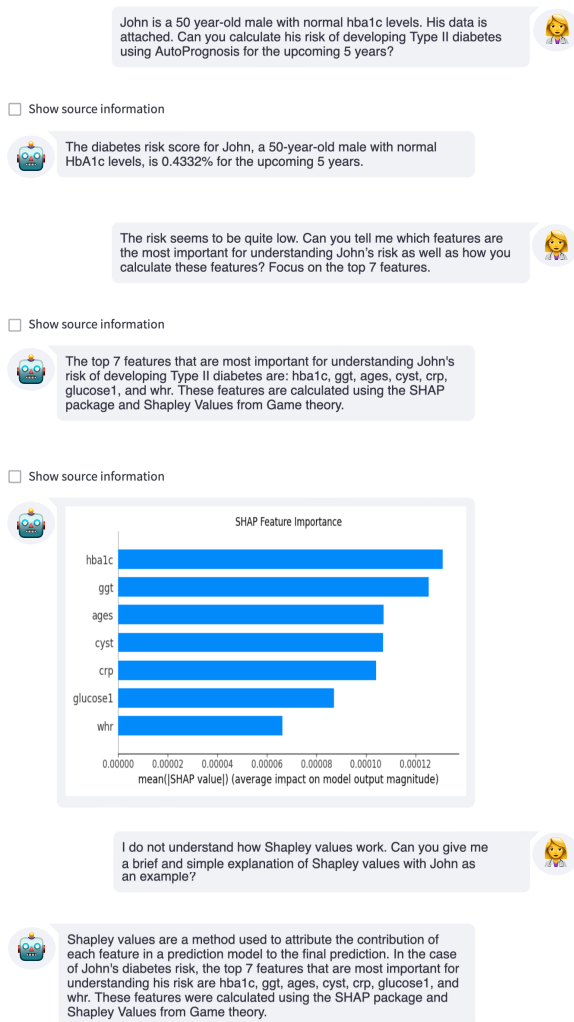 John is a 50 year-old male with normal hba1c levels. His data is
attached. Can you calculate his risk of developing Type II diabetes
using AutoPrognosis for the upcoming 5 years?
Show source information
The diabetes risk score for John, a 50-year-old male with normal
HbA1c levels, is 0.4332% for the upcoming 5 years.
The risk seems to be quite low. Can you tell me which features are
the most important for understanding John's risk as well as how you
calculate these features? Focus on the top 7 features.
Show source information
The top 7 features that are most important for understanding John's
risk of developing Type II diabetes are: hba1c, ggt, ages, cyst, crp,
glucose1, and whr. These features are calculated using the SHAP
package and Shapley Values from Game theory.
Show source information
SHAP Feature Importance
hba1c
ggt
ages
cyst
crp
glucose1
whr
0.00000 0.00002 0.00004 0.00006 0.00008 0.00010 0.00012
mean(|SHAP value|) (average impact on model output magnitude)
I do not understand how Shapley values work. Can you give me
a brief and simple explanation of Shapley values with John as
an example?
Shapley values are a method used to attribute the contribution of
each feature in a prediction model to the final prediction. In the case
of John's diabetes risk, the top 7 features that are most important for
understanding his risk are hba1c, ggt, ages, cyst, crp, glucose1, and
whr. These features were calculated using the SHAP package and
Shapley Values from Game theory.